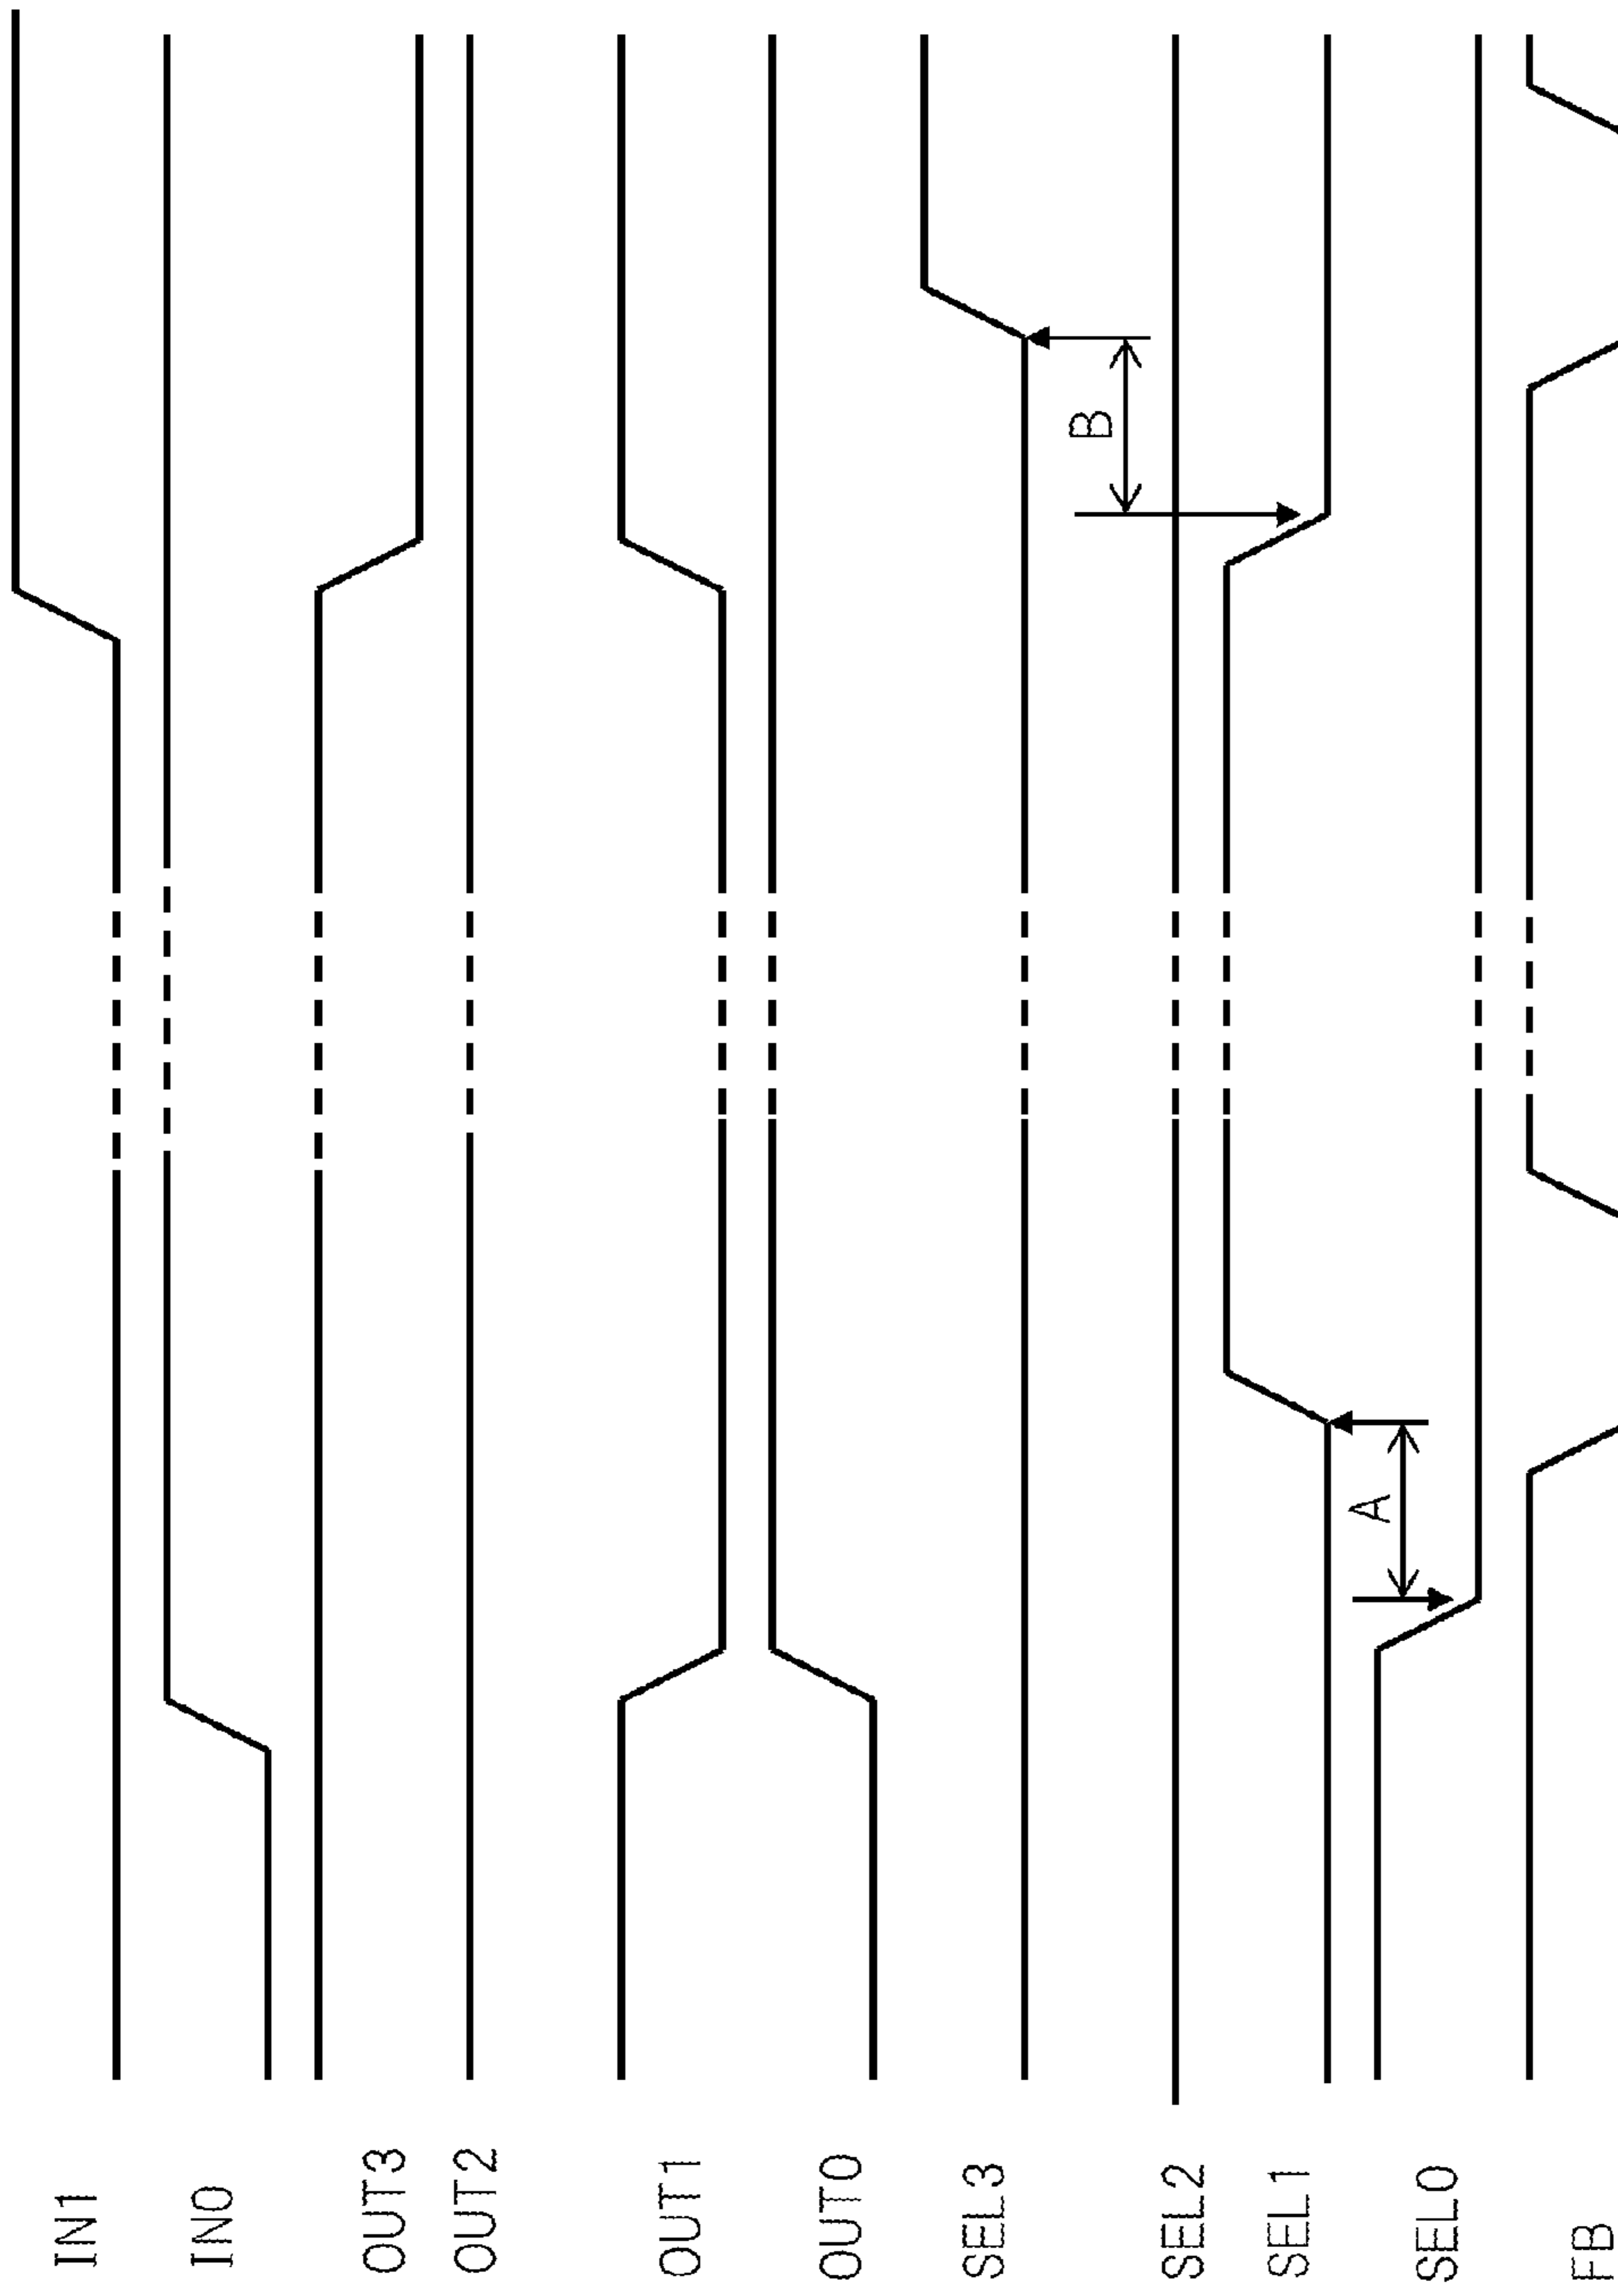 IN1
IN0
OUT3
OUT2
OUT1
OUT0
SEL3
B
SEL2
SEL1
A
SEL0
FB